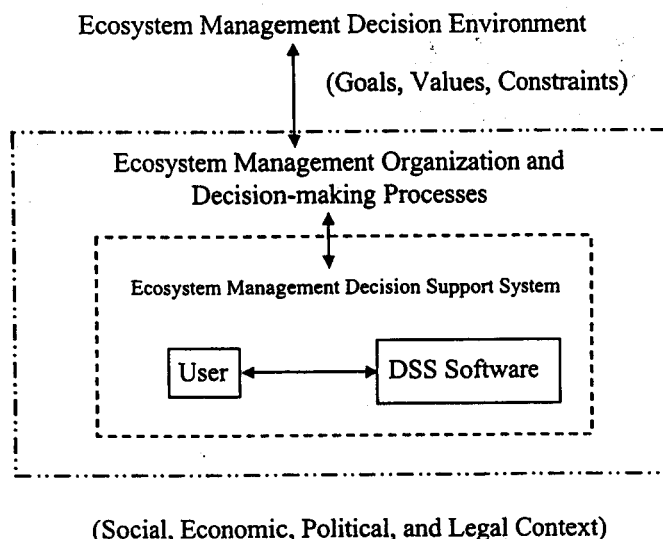 Ecosystem Management Decision Environment
(Goals, Values, Constraints)
Ecosystem Management Organization and
Decision-making Processes
Ecosystem Management Decision Support System
User
DSS Software
(Social, Economic, Political, and Legal Context)